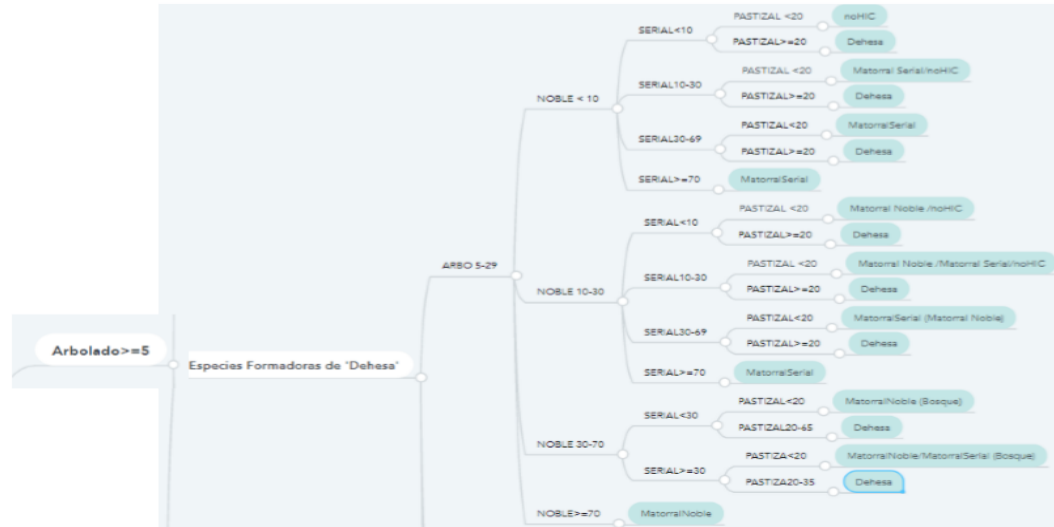 Arbolado>=5
Especies Formadoras de "Dehesa"
ARBO 5-29
NOBLE < 10
SERIAL<10
PASTIZAL <20
noHIC
PASTIZAL>=20
Dehesa
SERIAL10-30
PASTIZAL <20
Matorral Serial/noHIC
PASTIZAL>=20
Dehesa
SERIAL30-69
PASTIZAL<20
MatorralSerial
PASTIZAL>=20
Dehesa
SERIAL>=70
MatorralSerial
NOBLE 10-30
SERIAL<10
PASTIZAL <20
Matorral Noble /noHIC
PASTIZAL>=20
Dehesa
SERIAL10-30
PASTIZAL <20
Matorral Noble /Matorral Serial/noHIC
PASTIZAL>=20
Dehesa
SERIAL30-69
PASTIZAL<20
MatorralSerial (Matorral Noble)
PASTIZAL>=20
Dehesa
SERIAL>=70
MatorralSerial
NOBLE 30-70
SERIAL<30
PASTIZAL<20
MatorralNoble (Bosque)
PASTIZAL20-65
Dehesa
SERIAL>=30
PASTIZA<20
MatorralNoble/MatorralSerial (Bosque)
PASTIZA20-35
Dehesa
NOBLE>=70
MatorralNoble